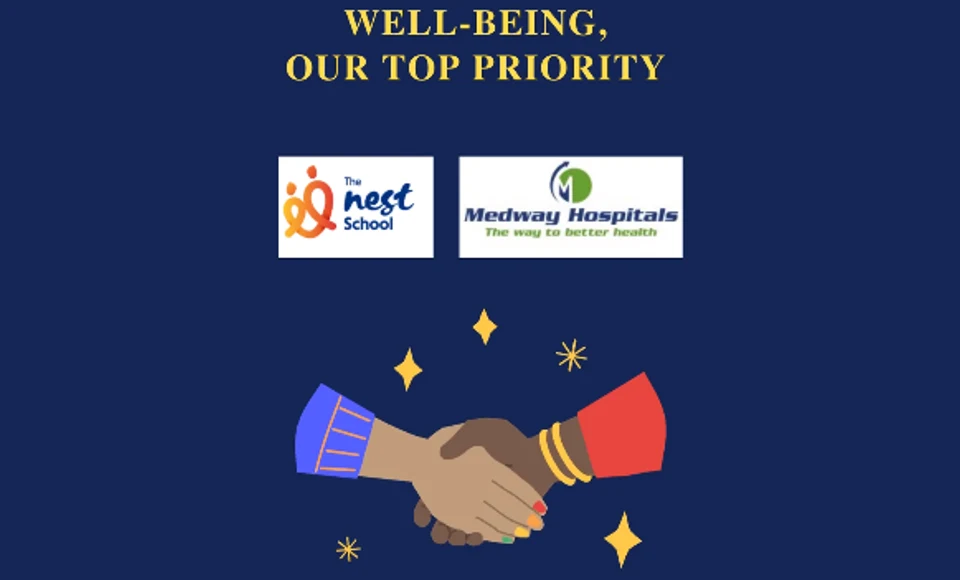 WELL-BEING,
OUR TOP PRIORITY
The
nest
School
M
Medway Hospitals
The way to better health